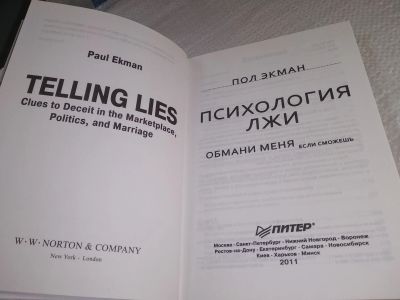 Paul Ekman
TELLING LIES
Clues to Deceit in the Marketplace,
Politics, and Marriage
W · W · NORTON & COMPANY
New York · London
ПОЛ ЭКМАН
ПСИХОЛОГИЯ
ЛЖИ
ОБМАНИ МЕНЯ ЕСЛИ СМОЖЕШЬ
ПИТЕР®
Москва · Санкт-Петербург · Нижний Новгород · Воронеж
Ростов-на-Дону · Екатеринбург · Самара · Новосибирск
Киев · Харьков · Минск
2011